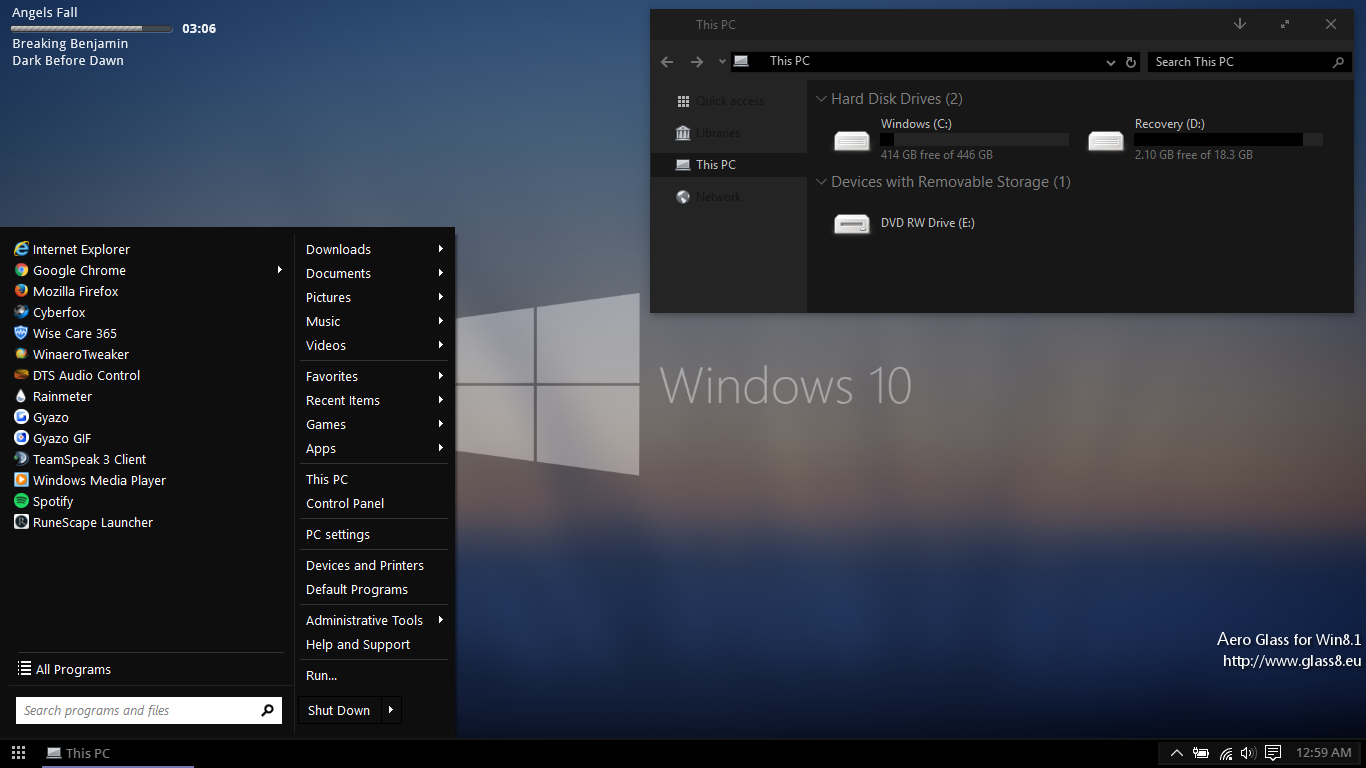 Angels Fall
03:06
Breaking Benjamin
Dark Before Dawn
This PC
This PC
Search This PC
Quick access
Libraries
This PC
Network
Hard Disk Drives (2)
Windows (C:)
414 GB free of 446 GB
Recovery (D:)
2.10 GB free of 18.3 GB
Devices with Removable Storage (1)
DVD RW Drive (E:)
Internet Explorer
Google Chrome
Mozilla Firefox
Cyberfox
Wise Care 365
WinaeroTweaker
DTS Audio Control
Rainmeter
Gyazo
Gyazo GIF
TeamSpeak 3 Client
Windows Media Player
Spotify
RuneScape Launcher
All Programs
Search programs and files
Downloads
Documents
Pictures
Music
Videos
Favorites
Recent Items
Games
Apps
This PC
Control Panel
PC settings
Devices and Printers
Default Programs
Administrative Tools
Help and Support
Run...
Shut Down
Windows 10
Aero Glass for Win8.1
http://www.glass8.eu
This PC
12:59 AM